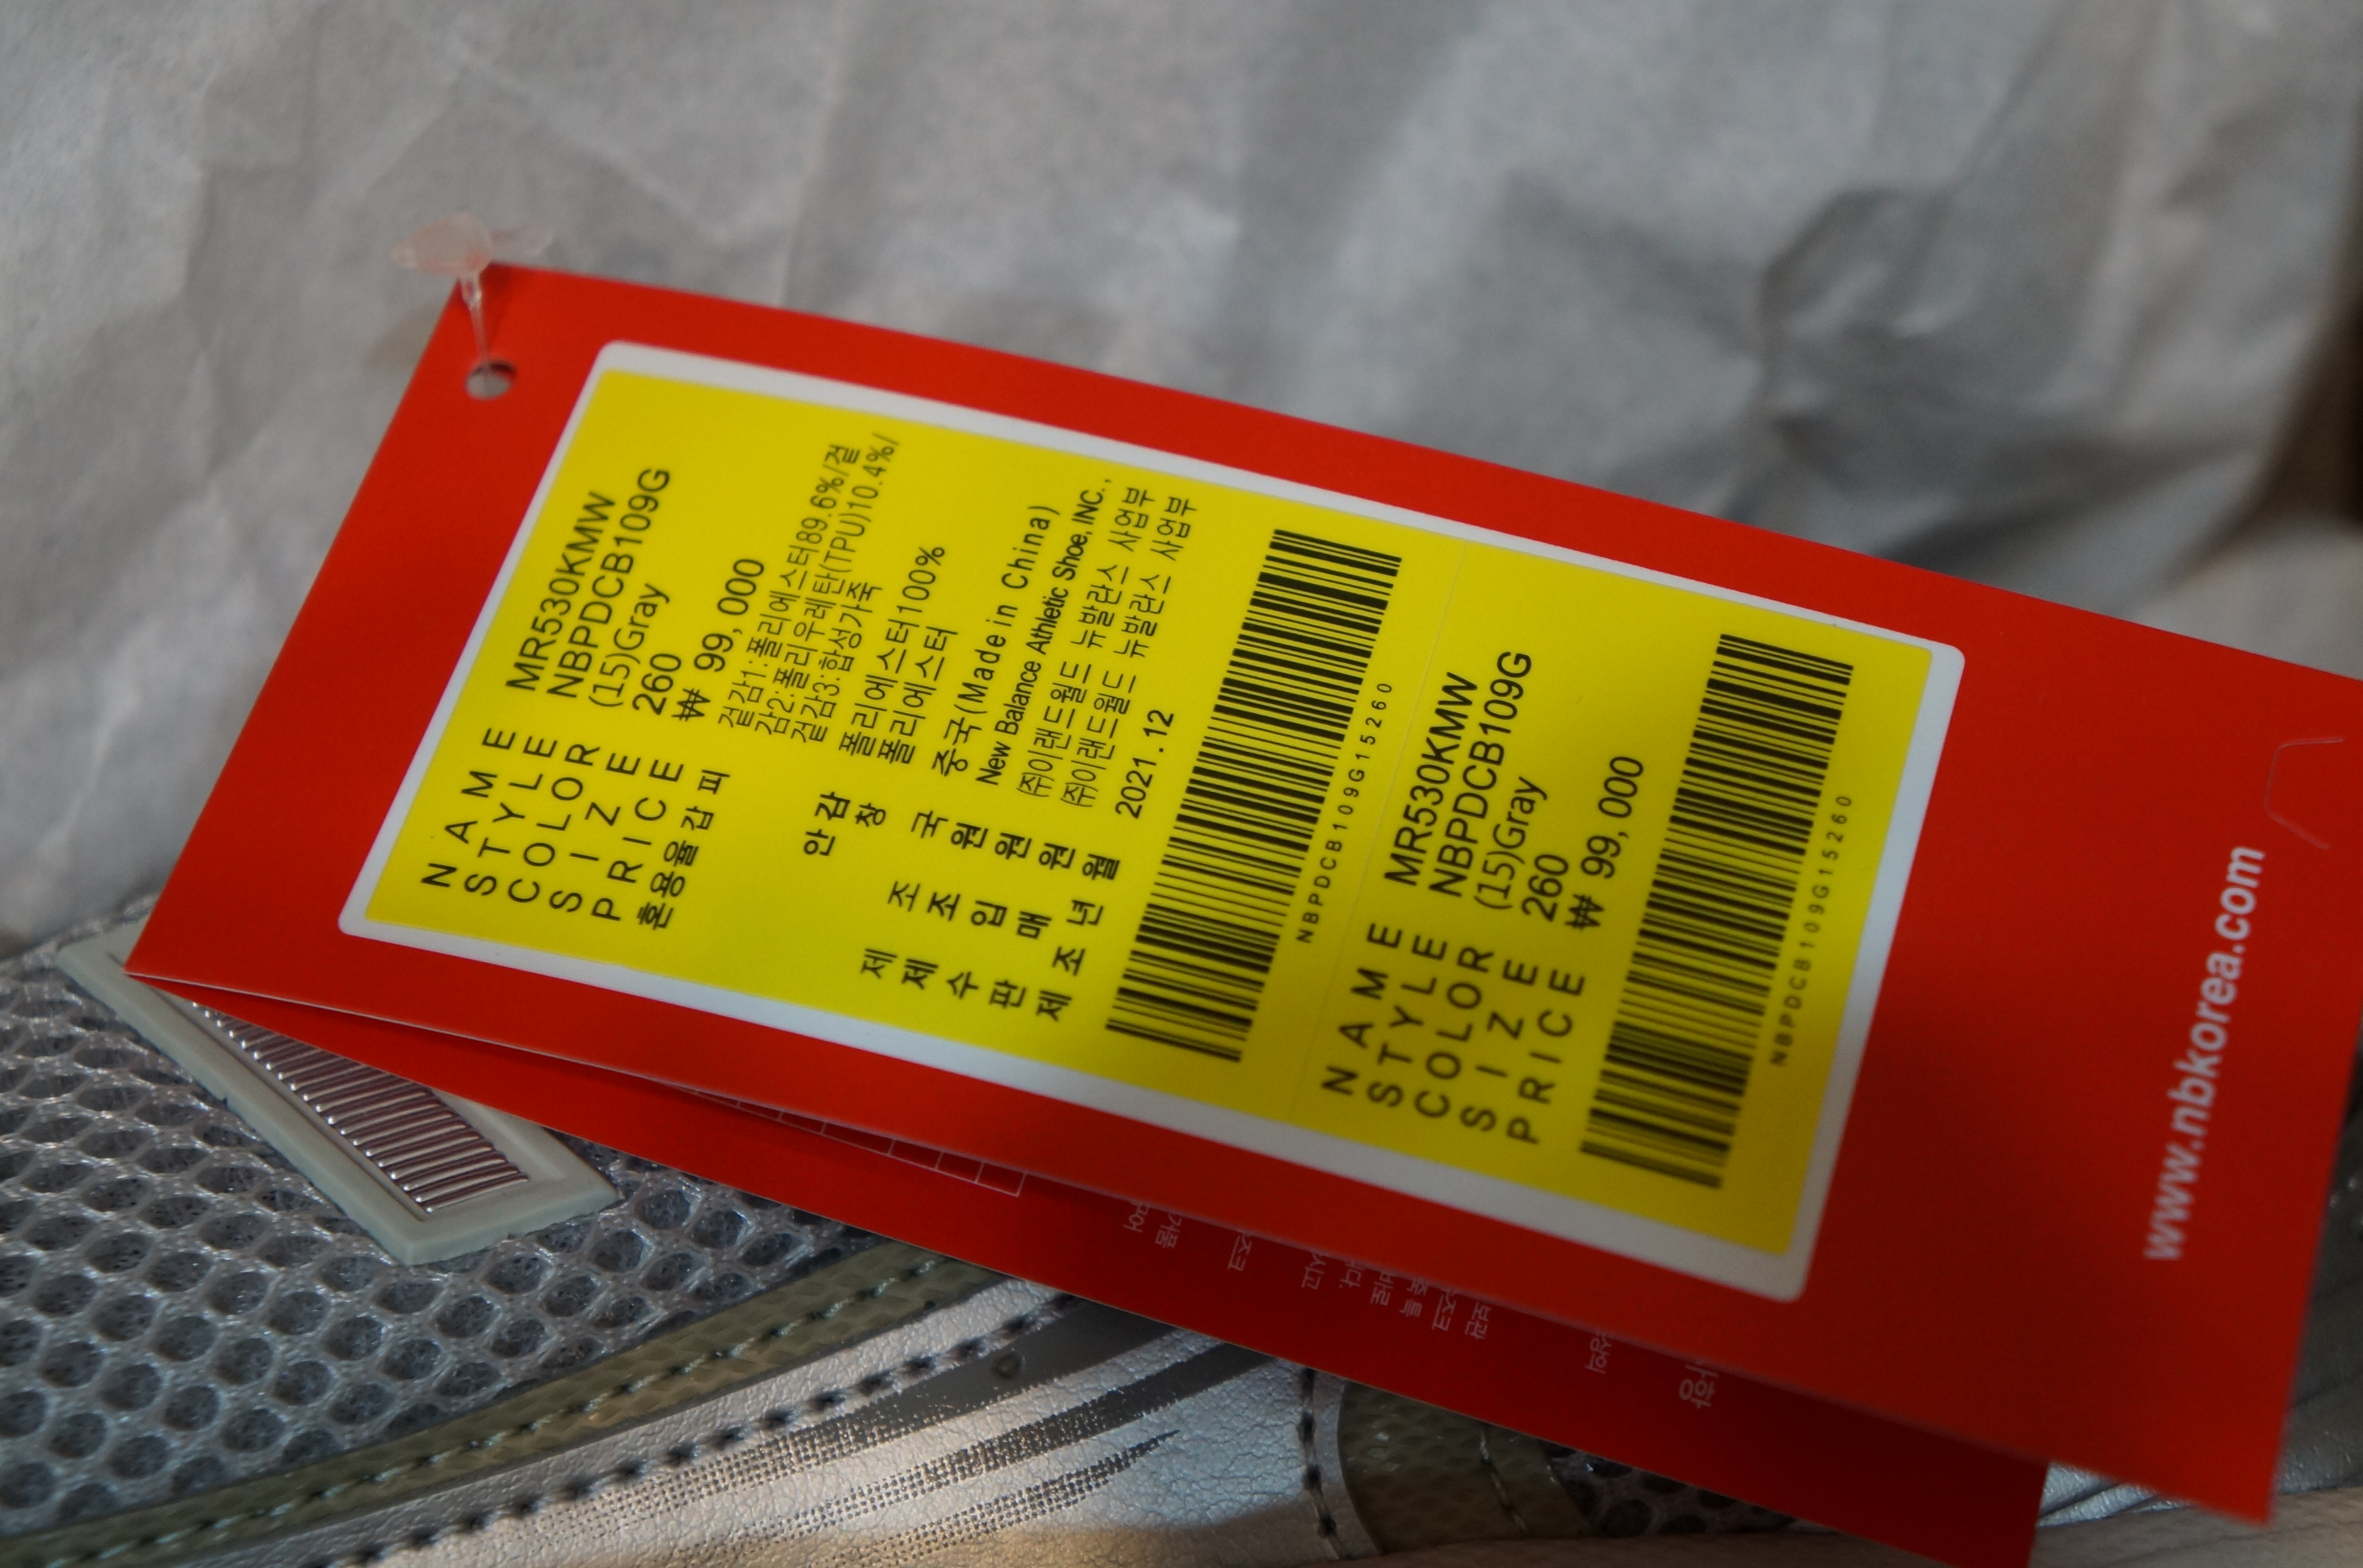 NAME MR530KMW
STYLE NBPDCB109G
COLOR (15)Gray
SIZE 260
PRICE ₩ 99,000
혼용율겉피 겉감1:폴리에스터89.6%/겉
감2:폴리우레탄(TPU)10.4%/
겉감3:합성가죽
안감 폴리에스터100%
창 폴리에스터
제조국 중국(Made in China)
제조원 New Balance Athletic Shoe, INC.,
수입원 ㈜이랜드월드 뉴발란스 사업부
판매원 ㈜이랜드월드 뉴발란스 사업부
제조년월 2021.12
NBPDCB109G15260
NAME MR530KMW
STYLE NBPDCB109G
COLOR (15)Gray
SIZE 260
PRICE ₩ 99,000
NBPDCB109G15260
www.nbkorea.com